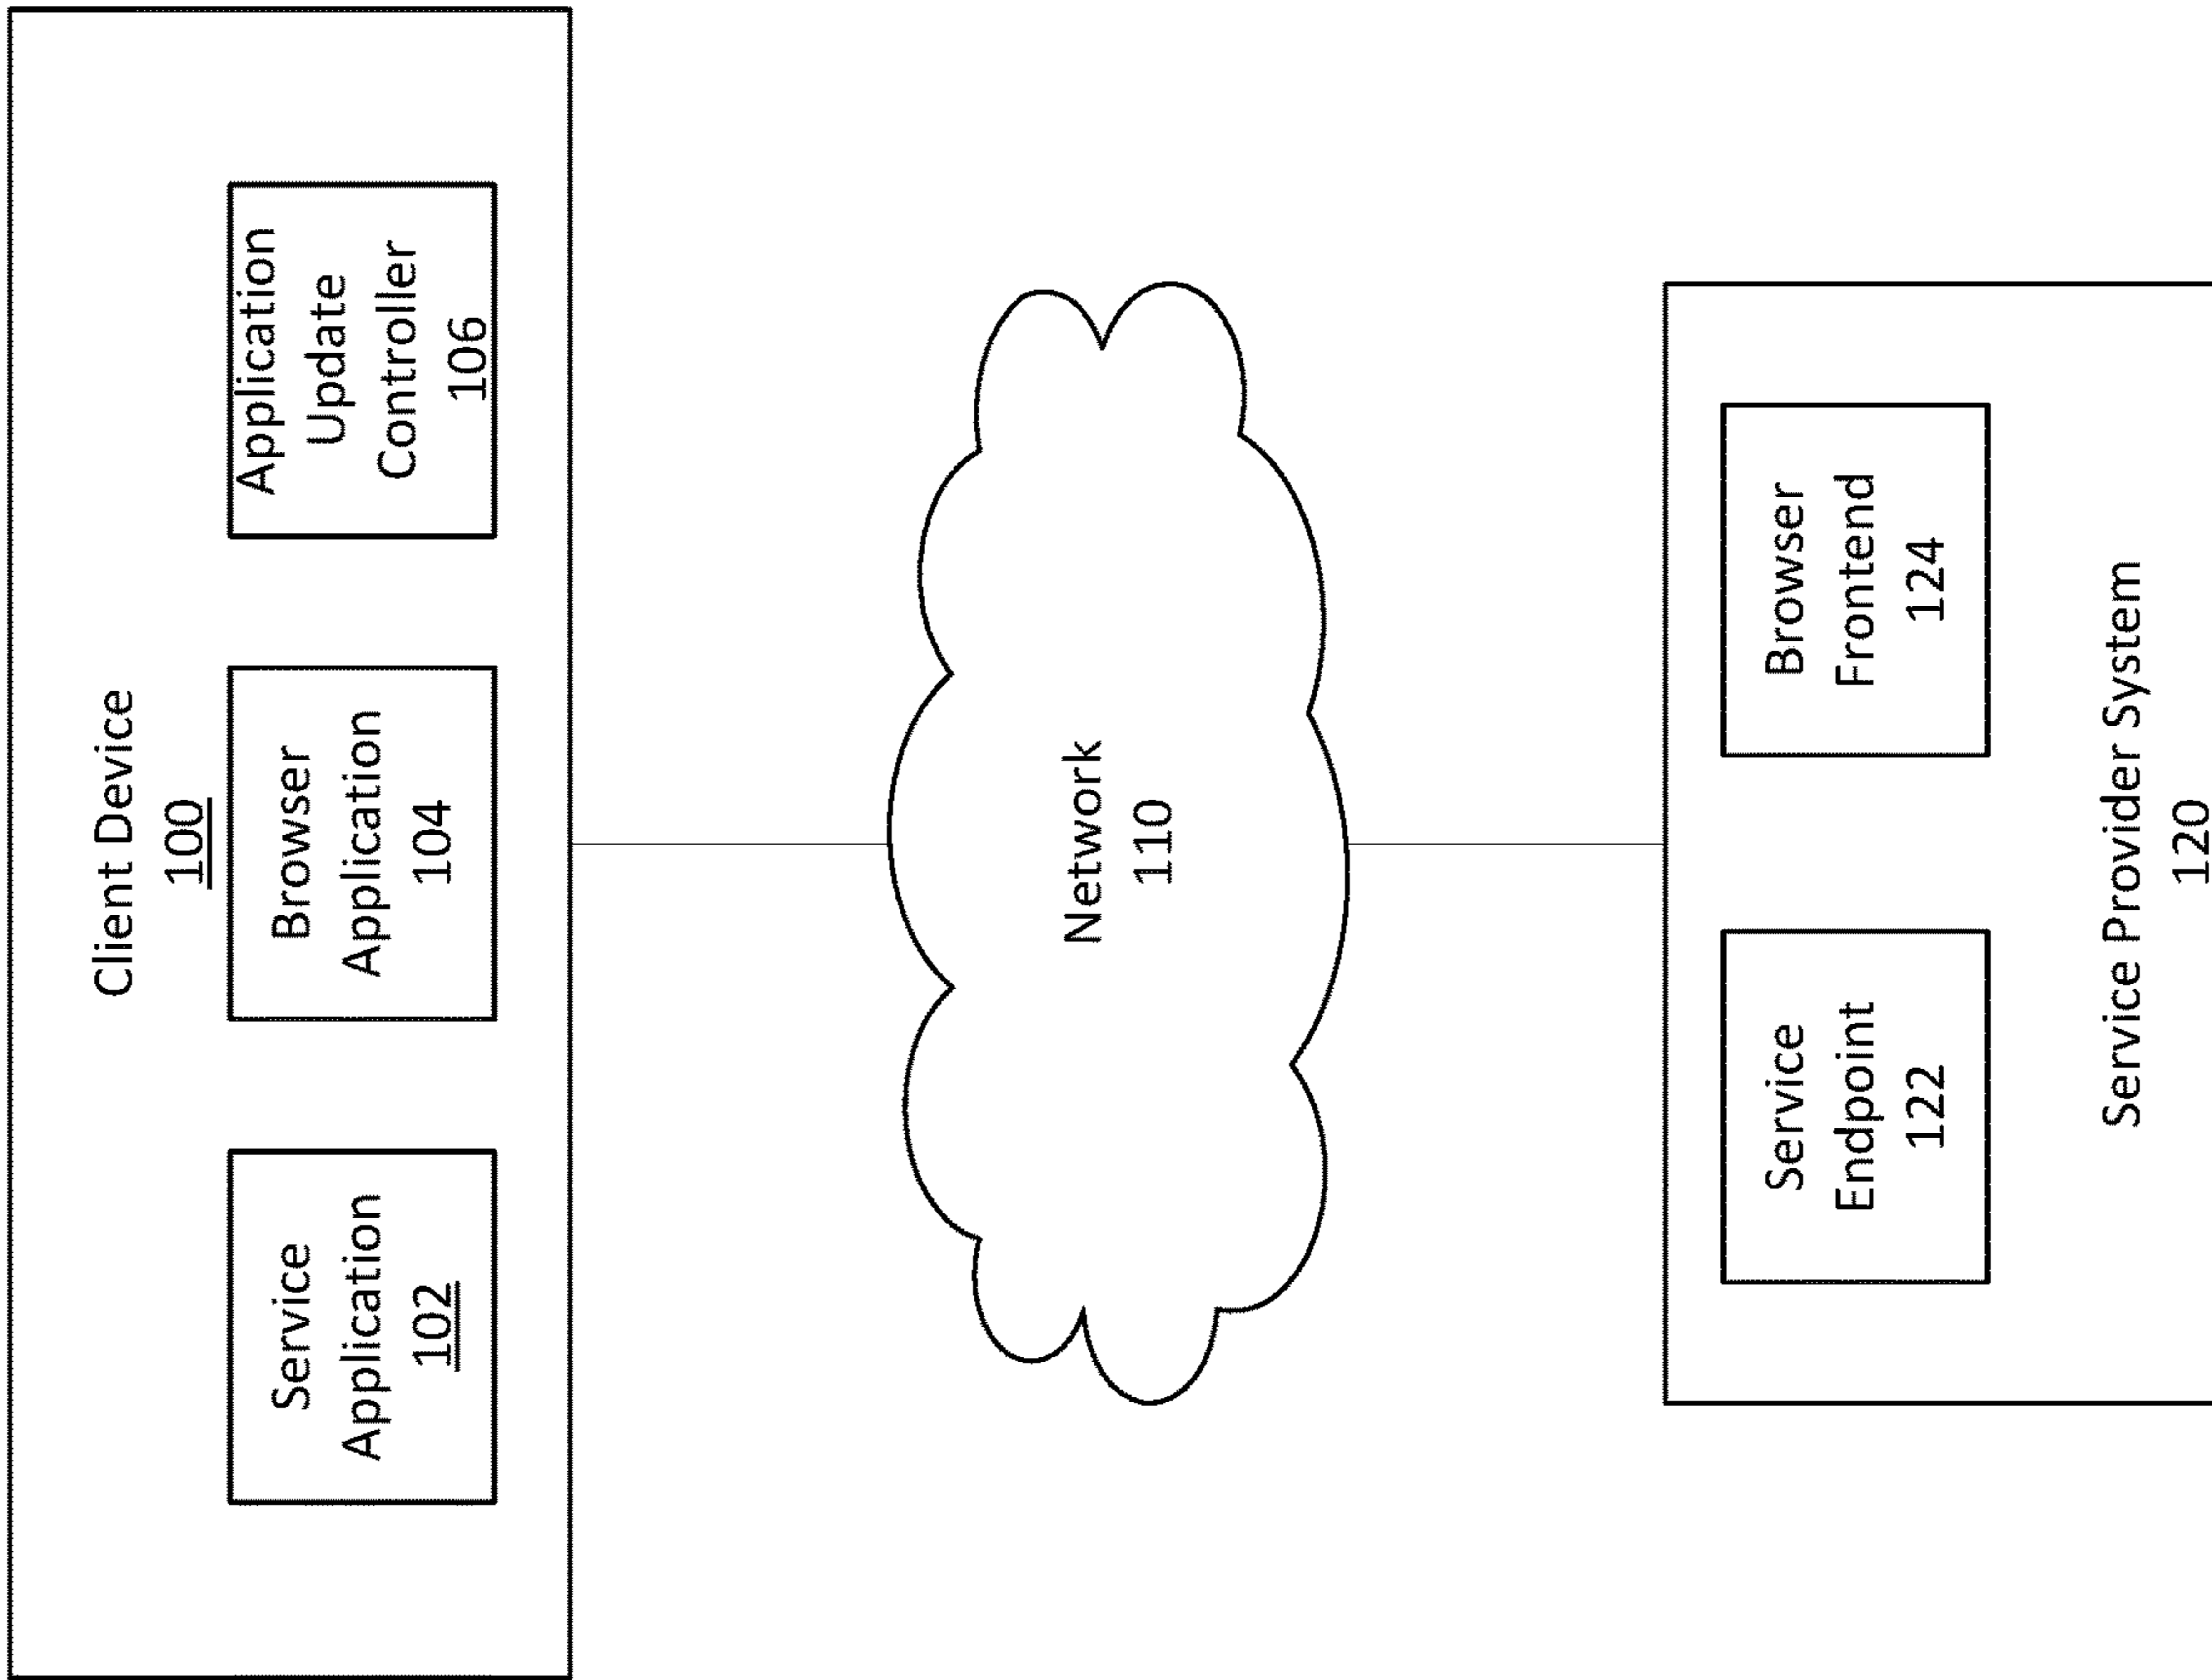 Client Device
100
Service
Application
102
Browser
Application
104
Application
Update
Controller
106
Network
110
Service
Endpoint
122
Browser
Frontend
124
Service Provider System
120